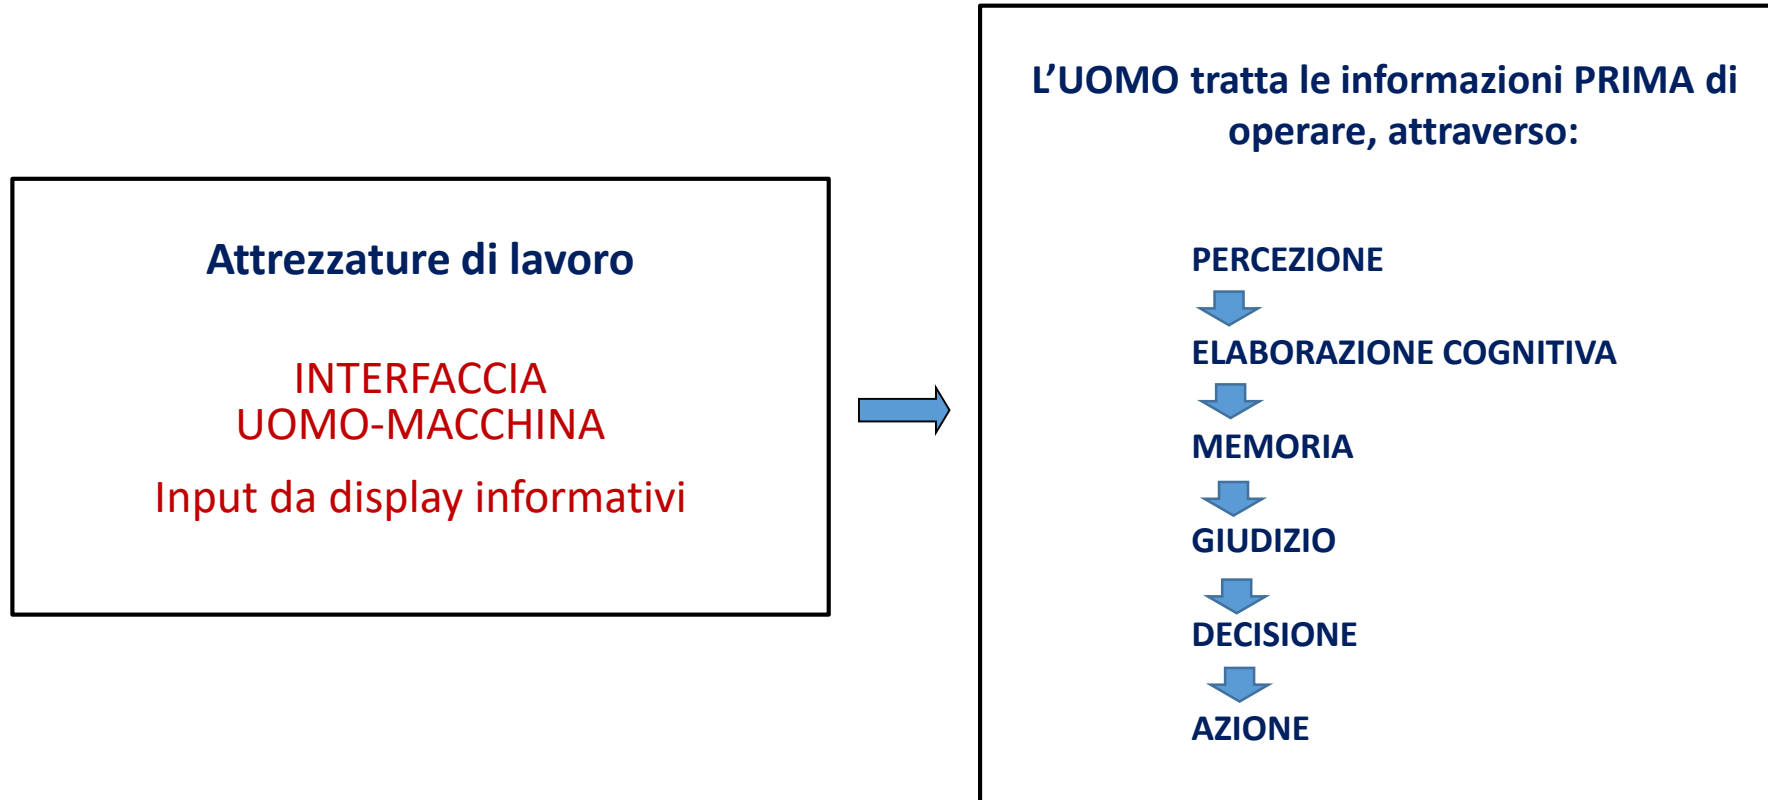 Attrezzature di lavoro
INTERFACCIA
UOMO-MACCHINA
Input da display informativi
L’UOMO tratta le informazioni PRIMA di
operare, attraverso:
PERCEZIONE
ELABORAZIONE COGNITIVA
MEMORIA
GIUDIZIO
DECISIONE
AZIONE